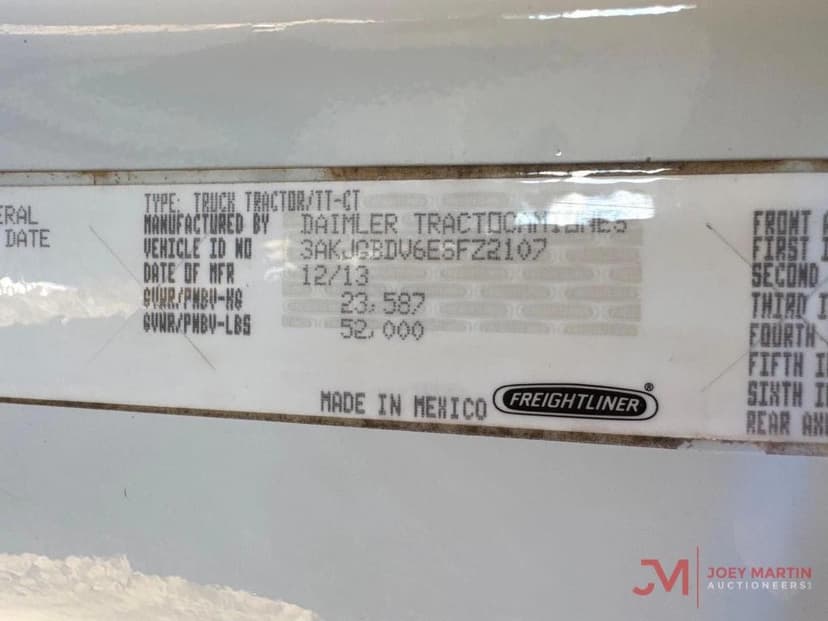 TYPE: TRUCK TRACTOR/TT-CT
ERAL
DATE
MANUFACTURED BY DAIMLER TRACTOCAMIONES
VEHICLE ID NO 3AKJGBDV6ESFZ2107
DATE OF MFR 12/13
GVWR/PNBV-KG 23,587
GVWR/PNBV-LBS 52,000
MADE IN MEXICO FREIGHTLINER®
FRONT A
FIRST I
SECOND
THIRD I
FOURTH
FIFTH I
SIXTH I
REAR AX
JM JOEY MARTIN
AUCTIONEERS